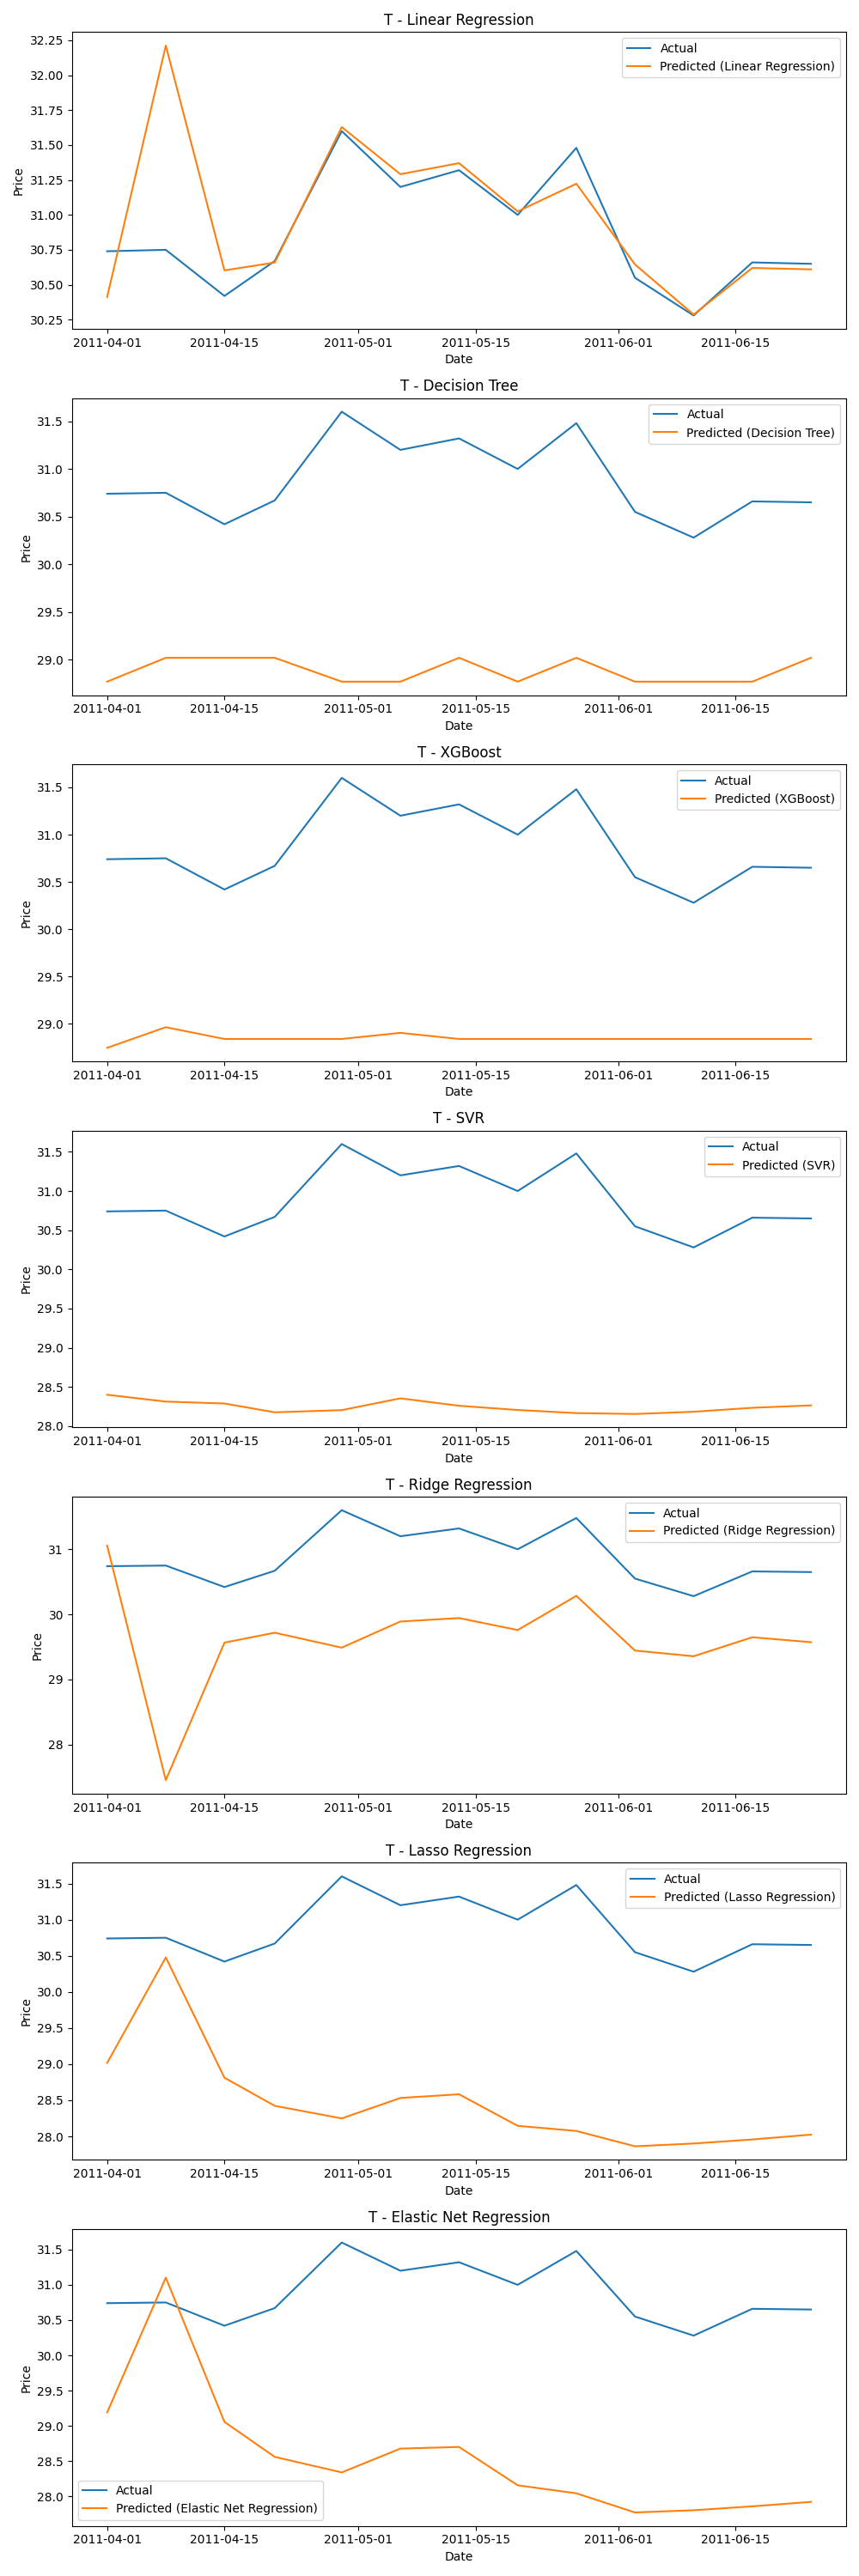 T - Linear Regression
32.25
32.00
31.75
31.50
31.25
31.00
30.75
30.50
30.25
Price
Actual
Predicted (Linear Regression)
2011-04-01 2011-04-15 2011-05-01 2011-05-15 2011-06-01 2011-06-15
Date
T - Decision Tree
31.5
31.0
30.5
30.0
29.5
29.0
Price
Actual
Predicted (Decision Tree)
2011-04-01 2011-04-15 2011-05-01 2011-05-15 2011-06-01 2011-06-15
Date
T - XGBoost
31.5
31.0
30.5
30.0
29.5
29.0
Price
Actual
Predicted (XGBoost)
2011-04-01 2011-04-15 2011-05-01 2011-05-15 2011-06-01 2011-06-15
Date
T - SVR
31.5
31.0
30.5
30.0
29.5
29.0
28.5
28.0
Price
Actual
Predicted (SVR)
2011-04-01 2011-04-15 2011-05-01 2011-05-15 2011-06-01 2011-06-15
Date
T - Ridge Regression
31
30
29
28
Price
Actual
Predicted (Ridge Regression)
2011-04-01 2011-04-15 2011-05-01 2011-05-15 2011-06-01 2011-06-15
Date
T - Lasso Regression
31.5
31.0
30.5
30.0
29.5
29.0
28.5
28.0
Price
Actual
Predicted (Lasso Regression)
2011-04-01 2011-04-15 2011-05-01 2011-05-15 2011-06-01 2011-06-15
Date
T - Elastic Net Regression
31.5
31.0
30.5
30.0
29.5
29.0
28.5
28.0
Price
Actual
Predicted (Elastic Net Regression)
2011-04-01 2011-04-15 2011-05-01 2011-05-15 2011-06-01 2011-06-15
Date